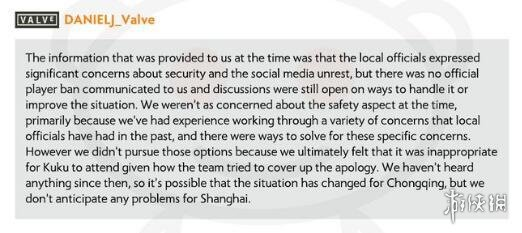 VALVE DANIELJ_Valve
The information that was provided to us at the time was that the local officials expressed
significant concerns about security and the social media unrest, but there was no official
player ban communicated to us and discussions were still open on ways to handle it or
improve the situation. We weren't as concerned about the safety aspect at the time,
primarily because we've had experience working through a variety of concerns that local
officials have had in the past, and there were ways to solve for these specific concerns.
However we didn't pursue those options because we ultimately felt that it was inappropriate
for Kuku to attend given how the team tried to cover up the apology. We haven't heard
anything since then, so it's possible that the situation has changed for Chongqing, but we
don't anticipate any problems for Shanghai.
游侠网